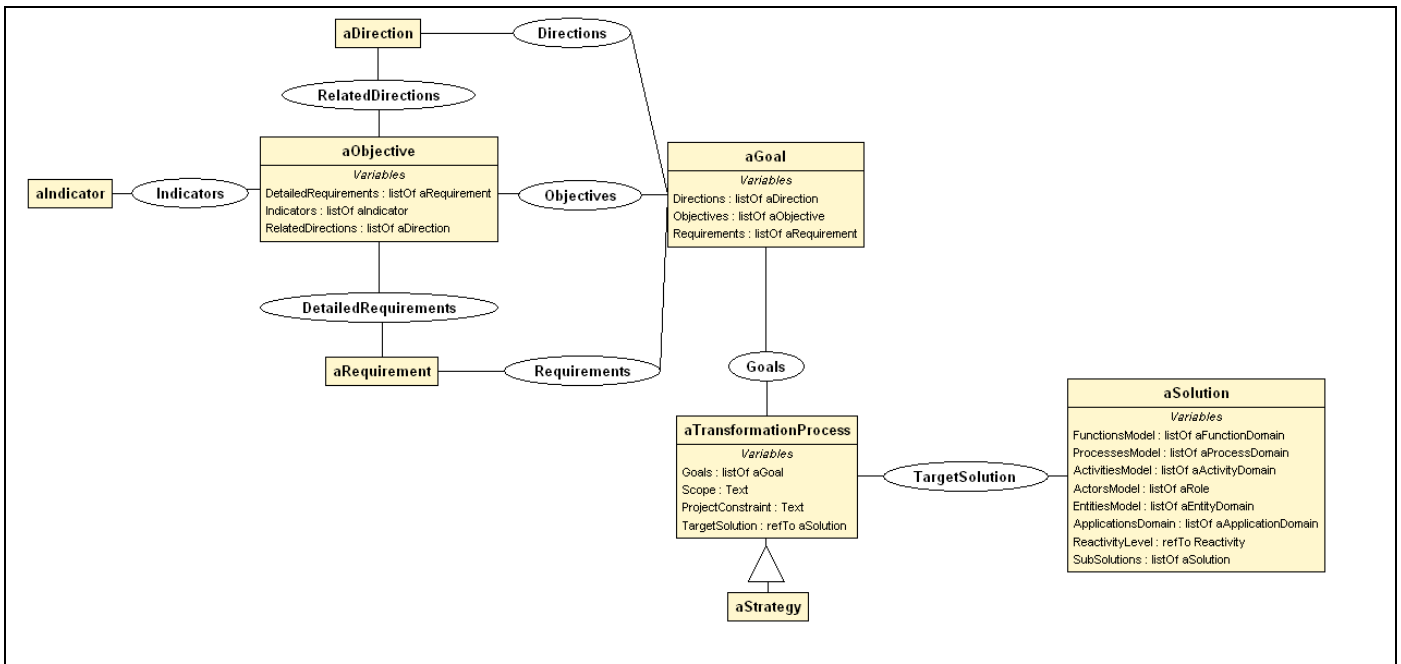 aDirection
Directions
RelatedDirections
aObjective
Variables
DetailedRequirements : listOf aRequirement
Indicators : listOf aIndicator
RelatedDirections : listOf aDirection
aIndicator
Indicators
Objectives
aGoal
Variables
Directions : listOf aDirection
Objectives : listOf aObjective
Requirements : listOf aRequirement
DetailedRequirements
aRequirement
Requirements
Goals
aTransformationProcess
Variables
Goals : listOf aGoal
Scope : Text
ProjectConstraint : Text
TargetSolution : refTo aSolution
TargetSolution
aSolution
Variables
FunctionsModel : listOf aFunctionDomain
ProcessesModel : listOf aProcessDomain
ActivitiesModel : listOf aActivityDomain
ActorsModel : listOf aRole
EntitiesModel : listOf aEntityDomain
ApplicationsDomain : listOf aApplicationDomain
ReactivityLevel : refTo Reactivity
SubSolutions : listOf aSolution
aStrategy